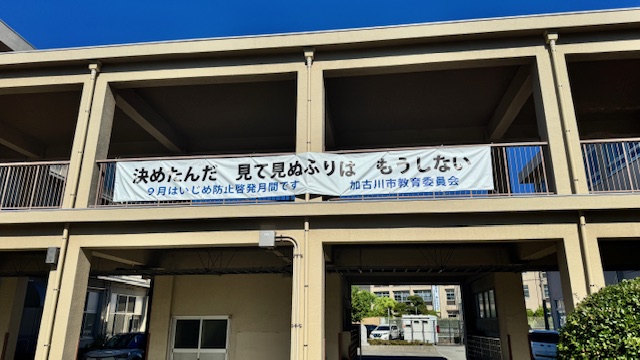 決めたんだ　見て見ぬふりは　もうしない
９月はいじめ防止啓発月間です　加古川市教育委員会